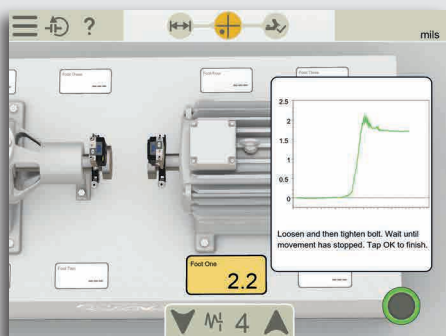 ?
mils
Foot Three
---
Foot Four
---
Foot Three
2.5
2
1.5
1
0.5
0
Loosen and then tighten bolt. Wait until
movement has stopped. Tap OK to finish.
Foot Two
---
Foot One
2.2
4